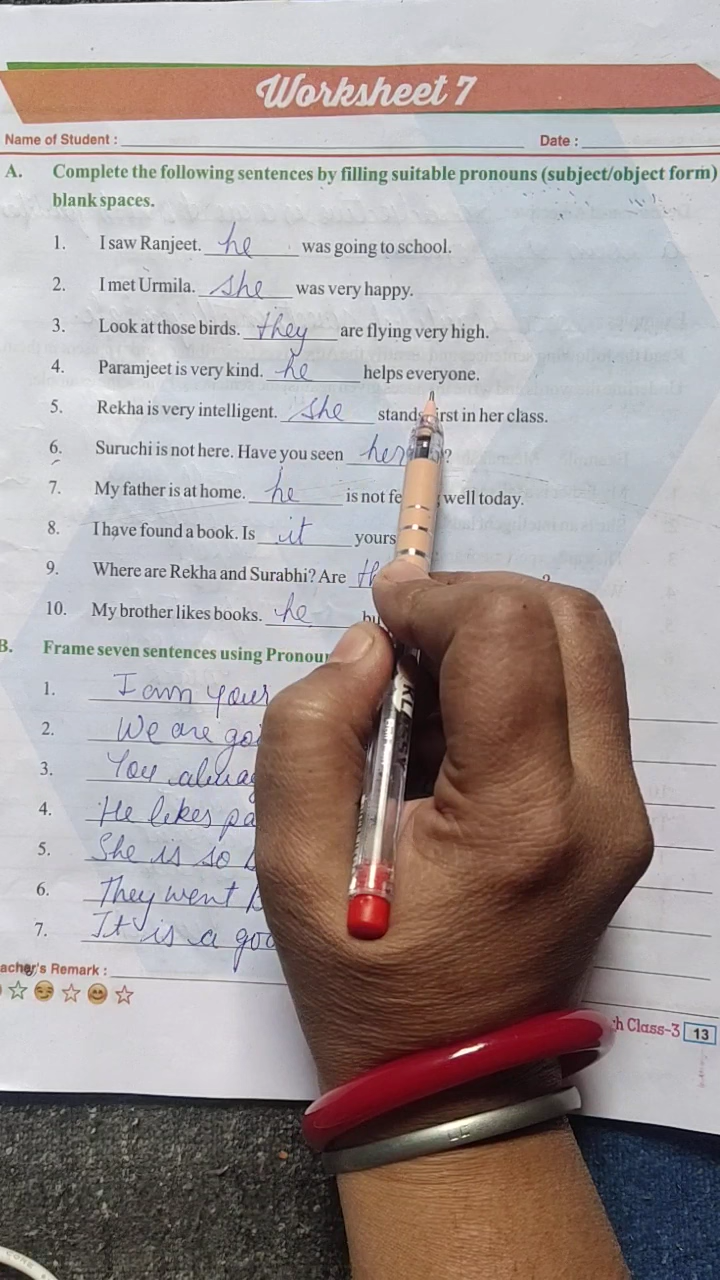 Worksheet 7
Name of Student : Date :
A. Complete the following sentences by filling suitable pronouns (subject/object form)
blank spaces.
1. I saw Ranjeet. he was going to school.
2. I met Urmila. she was very happy.
3. Look at those birds. they are flying very high.
4. Paramjeet is very kind. he helps everyone.
5. Rekha is very intelligent. she stands first in her class.
6. Suruchi is not here. Have you seen her ?
7. My father is at home. he is not fe well today.
8. I have found a book. Is it yours
9. Where are Rekha and Surabhi? Are th ?
10. My brother likes books. he bu
B. Frame seven sentences using Pronoun
1. I am your
2. We are goi
3. You alway
4. He likes pa
5. She is so
6. They went
7. It is a goo
acher's Remark :
h Class-3 13
LE